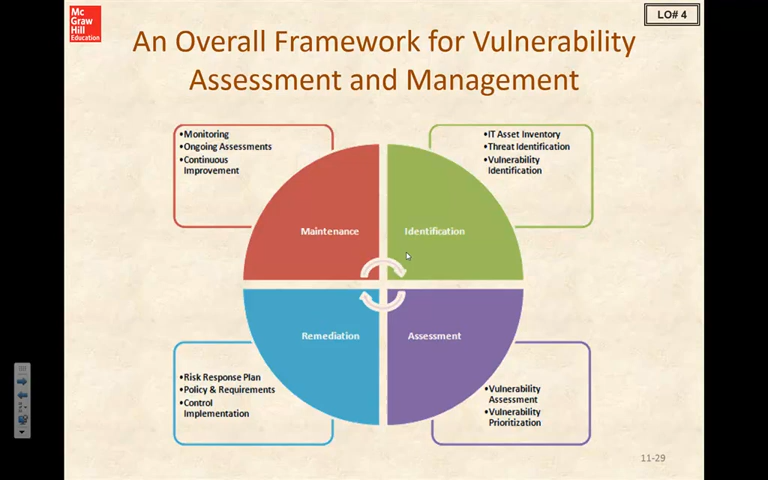 Mc
Graw
Hill
Education
LO# 4
An Overall Framework for Vulnerability
Assessment and Management
•Monitoring
•Ongoing Assessments
•Continuous
Improvement
•IT Asset Inventory
•Threat Identification
•Vulnerability
Identification
Maintenance
Identification
Remediation
Assessment
•Risk Response Plan
•Policy & Requirements
•Control
Implementation
•Vulnerability
Assessment
•Vulnerability
Prioritization
11-29